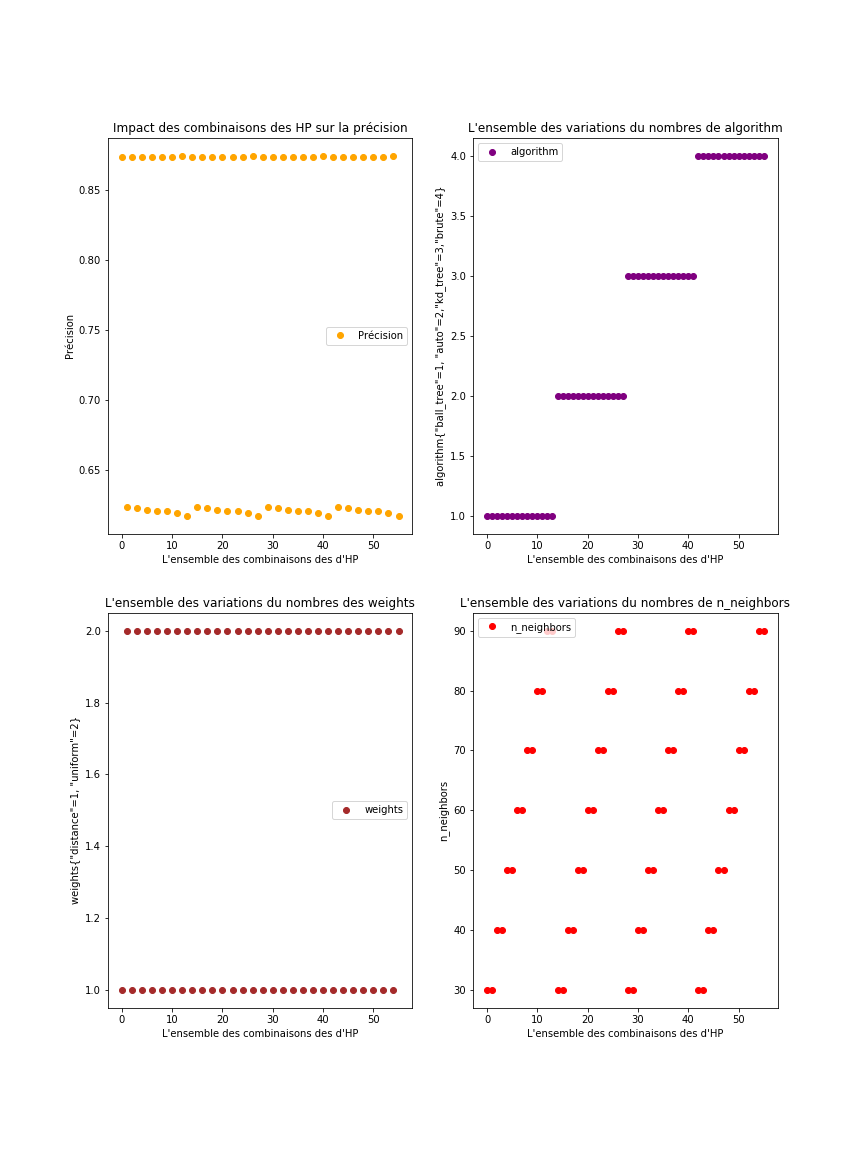 Impact des combinaisons des HP sur la précision
Précision
0.85
0.80
0.75
0.70
0.65
Précision
0 10 20 30 40 50
L'ensemble des combinaisons des d'HP
L'ensemble des variations du nombres de algorithm
algorithm{"ball_tree"=1, "auto"=2,"kd_tree"=3,"brute"=4}
algorithm
4.0
3.5
3.0
2.5
2.0
1.5
1.0
0 10 20 30 40 50
L'ensemble des combinaisons des d'HP
L'ensemble des variations du nombres des weights
weights{"distance"=1, "uniform"=2}
2.0
1.8
1.6
1.4
1.2
1.0
weights
0 10 20 30 40 50
L'ensemble des combinaisons des d'HP
L'ensemble des variations du nombres de n_neighbors
n_neighbors
n_neighbors
90
80
70
60
50
40
30
0 10 20 30 40 50
L'ensemble des combinaisons des d'HP